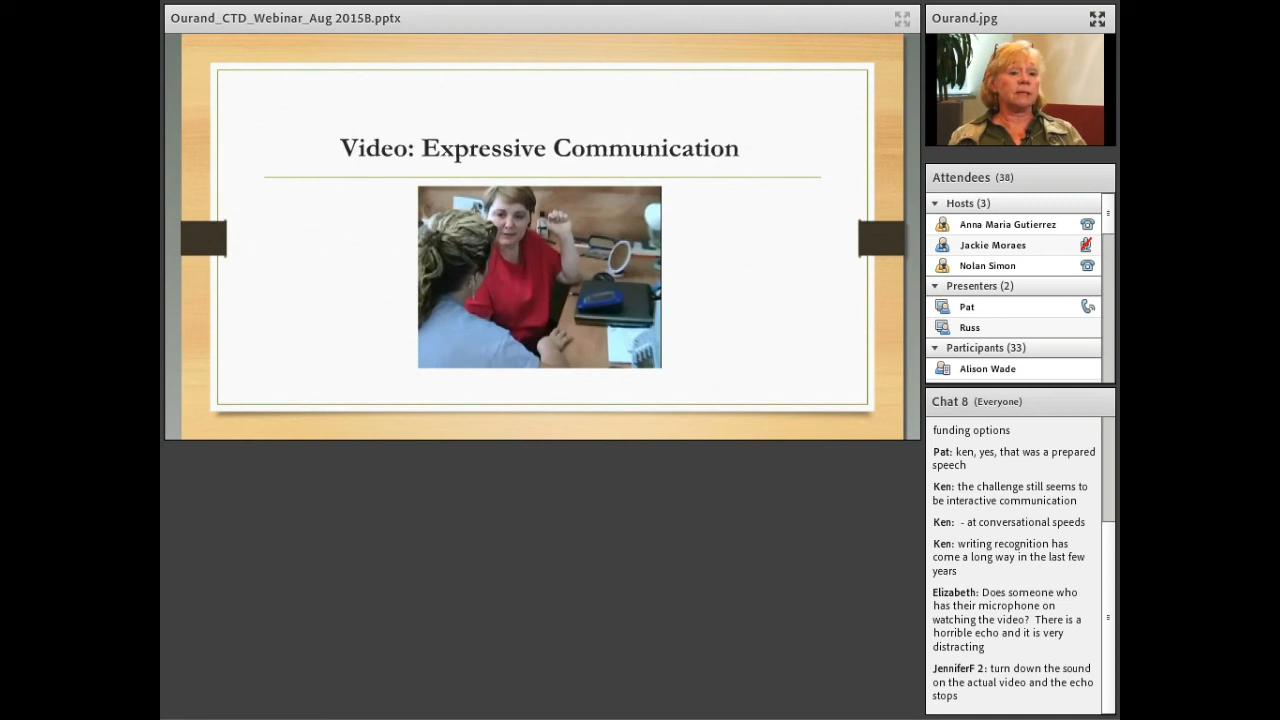 Ourand_CTD_Webinar_Aug 2015B.pptx
Video: Expressive Communication
Ourand.jpg
Attendees (38)
Hosts (3)
Anna Maria Gutierrez
Jackie Moraes
Nolan Simon
Presenters (2)
Pat
Russ
Participants (33)
Alison Wade
Chat 8 (Everyone)
funding options
Pat: ken, yes, that was a prepared
speech
Ken: the challenge still seems to
be interactive communication
Ken: - at conversational speeds
Ken: writing recognition has
come a long way in the last few
years
Elizabeth: Does someone who
has their microphone on
watching the video? There is a
horrible echo and it is very
distracting
JenniferF 2: turn down the sound
on the actual video and the echo
stops